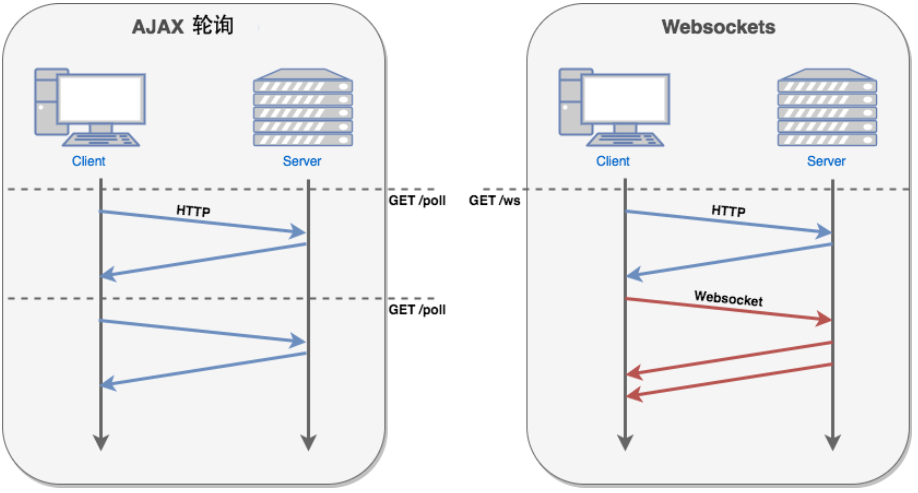 AJAX 轮询
Client
Server
GET /poll
HTTP
GET /poll
Websockets
Client
Server
GET /ws
HTTP
Websocket